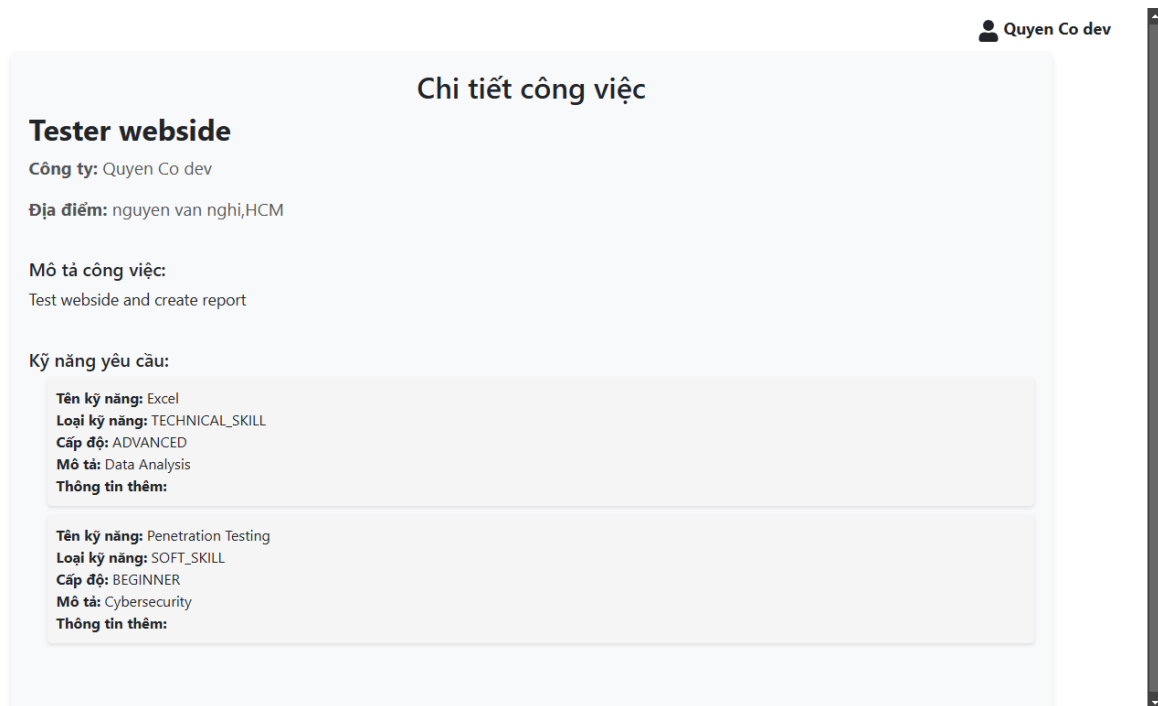 Quyen Co dev
Chi tiết công việc
Tester webside
Công ty: Quyen Co dev
Địa điểm: nguyen van nghi,HCM
Mô tả công việc:
Test webside and create report
Kỹ năng yêu cầu:
Tên kỹ năng: Excel
Loại kỹ năng: TECHNICAL_SKILL
Cấp độ: ADVANCED
Mô tả: Data Analysis
Thông tin thêm:
Tên kỹ năng: Penetration Testing
Loại kỹ năng: SOFT_SKILL
Cấp độ: BEGINNER
Mô tả: Cybersecurity
Thông tin thêm: